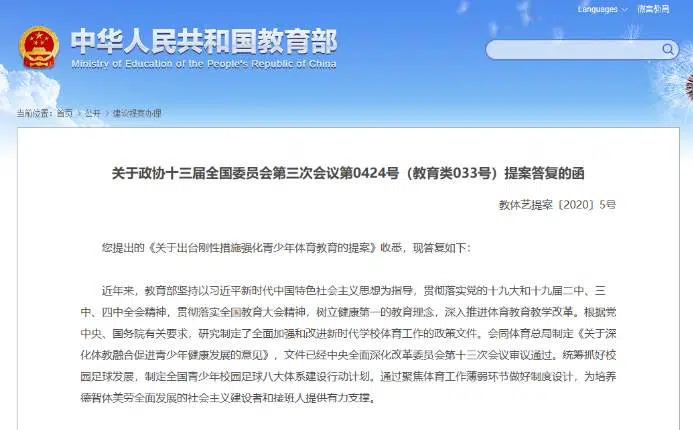 Languages
微言教育
中华人民共和国教育部
Ministry of Education of the People's Republic of China
当前位置：首页 > 公开 > 建议提案办理
关于政协十三届全国委员会第三次会议第0424号（教育类033号）提案答复的函
教体艺提案〔2020〕5号
您提出的《关于出台刚性措施强化青少年体育教育的提案》收悉，现答复如下：
近年来，教育部坚持以习近平新时代中国特色社会主义思想为指导，贯彻落实党的十九大和十九届二中、三
中、四中全会精神，贯彻落实全国教育大会精神，树立健康第一的教育理念，深入推进体育教育教学改革。根据党
中央、国务院有关要求，研究制定了全面加强和改进新时代学校体育工作的政策文件。会同体育总局制定《关于深
化体教融合促进青少年健康发展的意见》，文件已经中央全面深化改革委员会第十三次会议审议通过。统筹抓好校
园足球发展，制定全国青少年校园足球八大体系建设行动计划。通过聚焦体育工作薄弱环节做好制度设计，为培养
德智体美劳全面发展的社会主义建设者和接班人提供有力支撑。